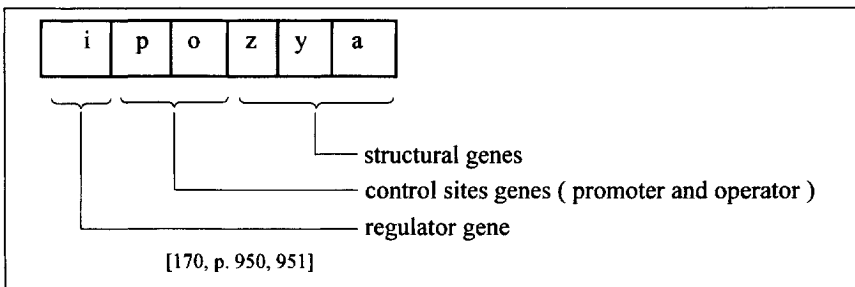 i p o z y a
structural genes
control sites genes ( promoter and operator )
regulator gene
[170, p. 950, 951]